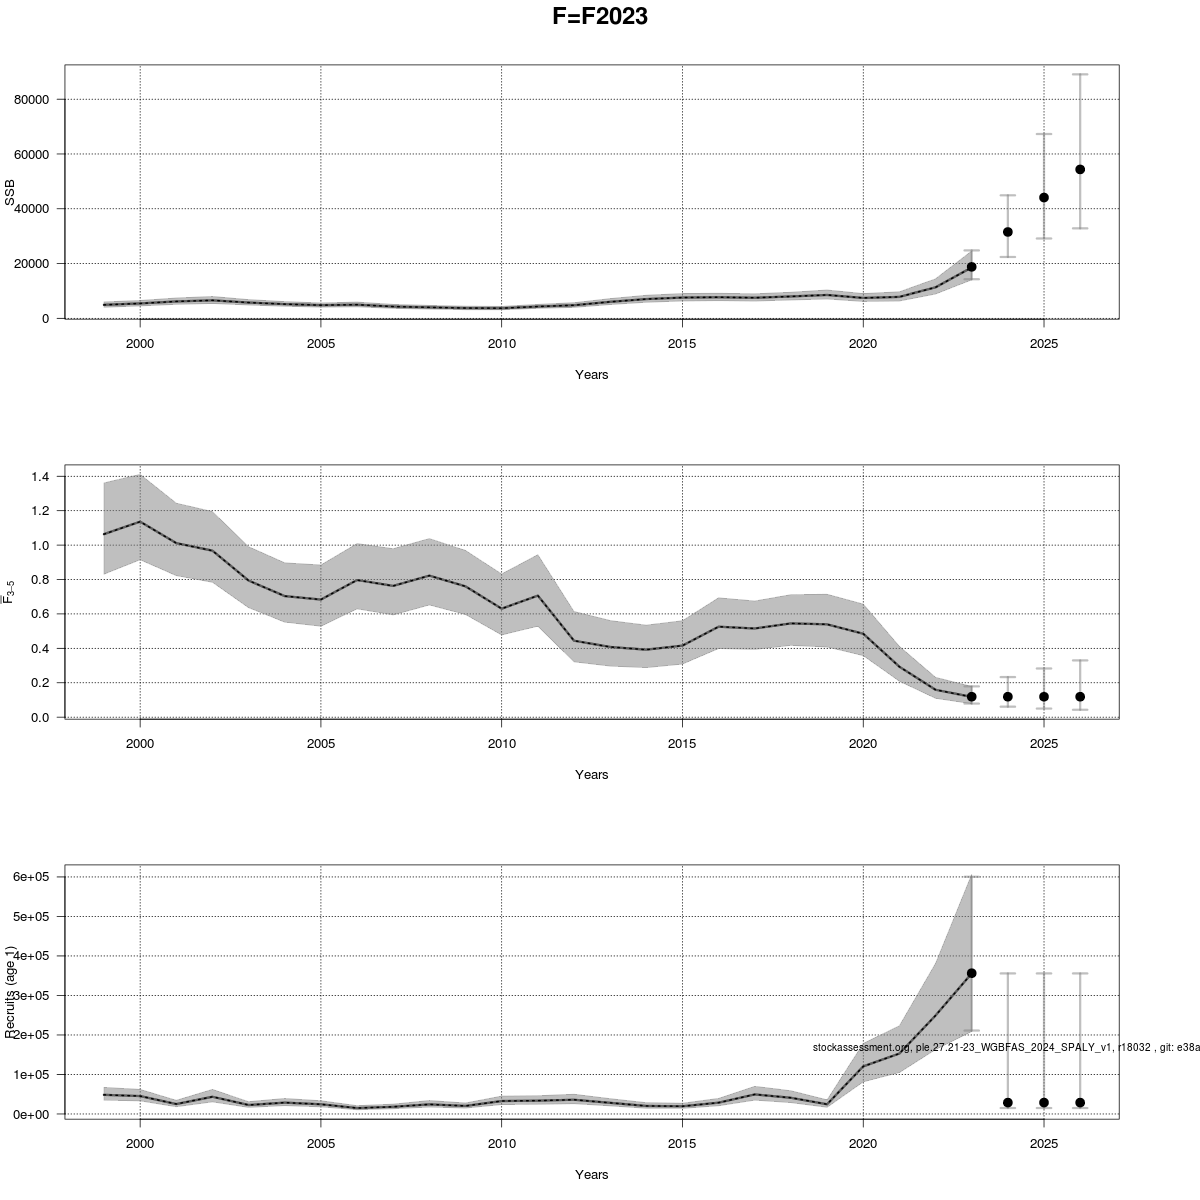 F=F2023
80000
60000
40000
20000
0
SSB
2000
2005
2010
2015
2020
2025
Years
1.4
1.2
1.0
0.8
0.6
0.4
0.2
0.0
F̅3−5
2000
2005
2010
2015
2020
2025
Years
6e+05
5e+05
4e+05
3e+05
2e+05
1e+05
0e+00
Recruits (age 1)
stockassessment.org, ple.27.21-23_WGBFAS_2024_SPALY_v1, r18032 , git: e38a
2000
2005
2010
2015
2020
2025
Years